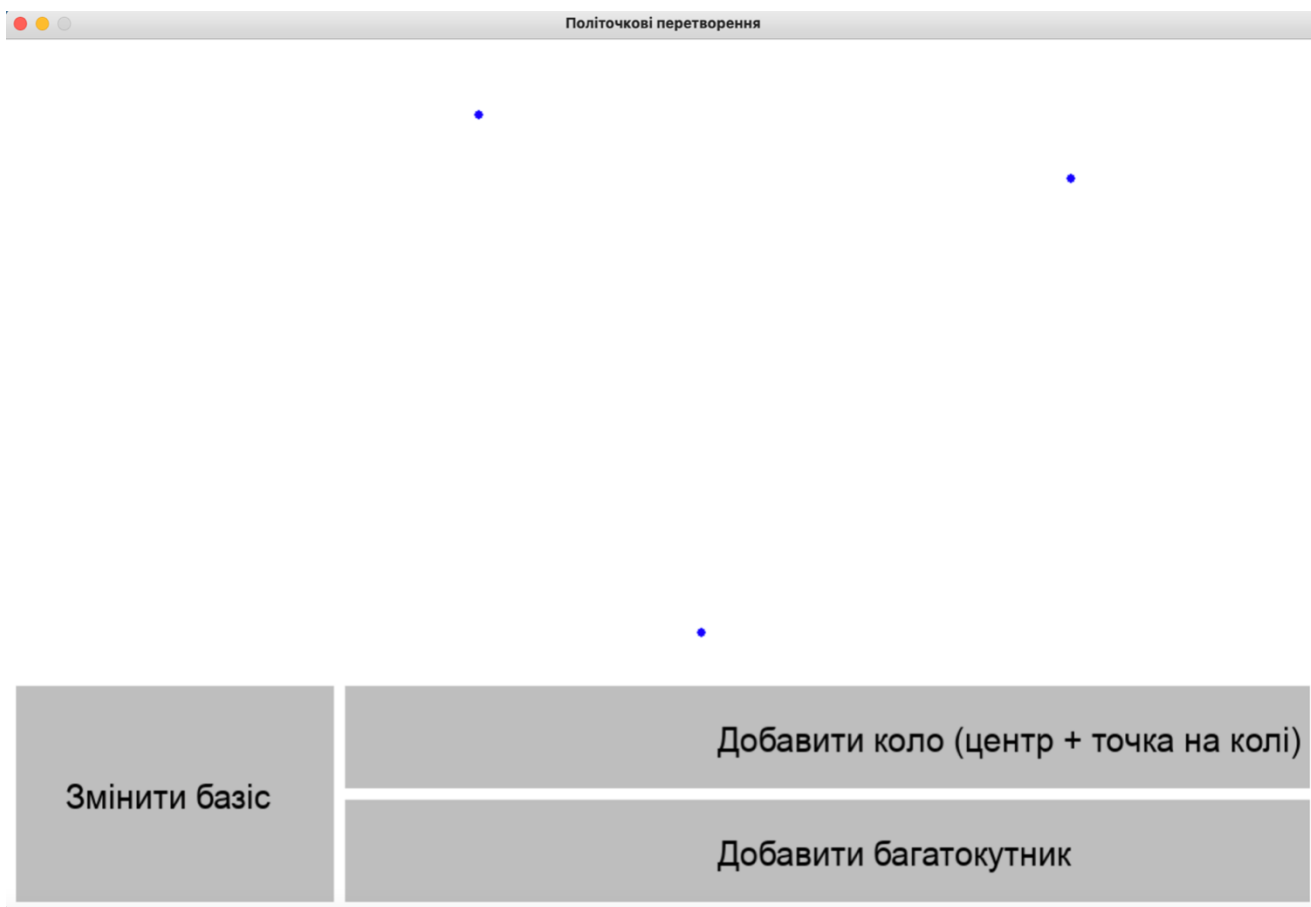 Політочкові перетворення
Добавити коло (центр + точка на колі)
Змінити базіс
Добавити багатокутник